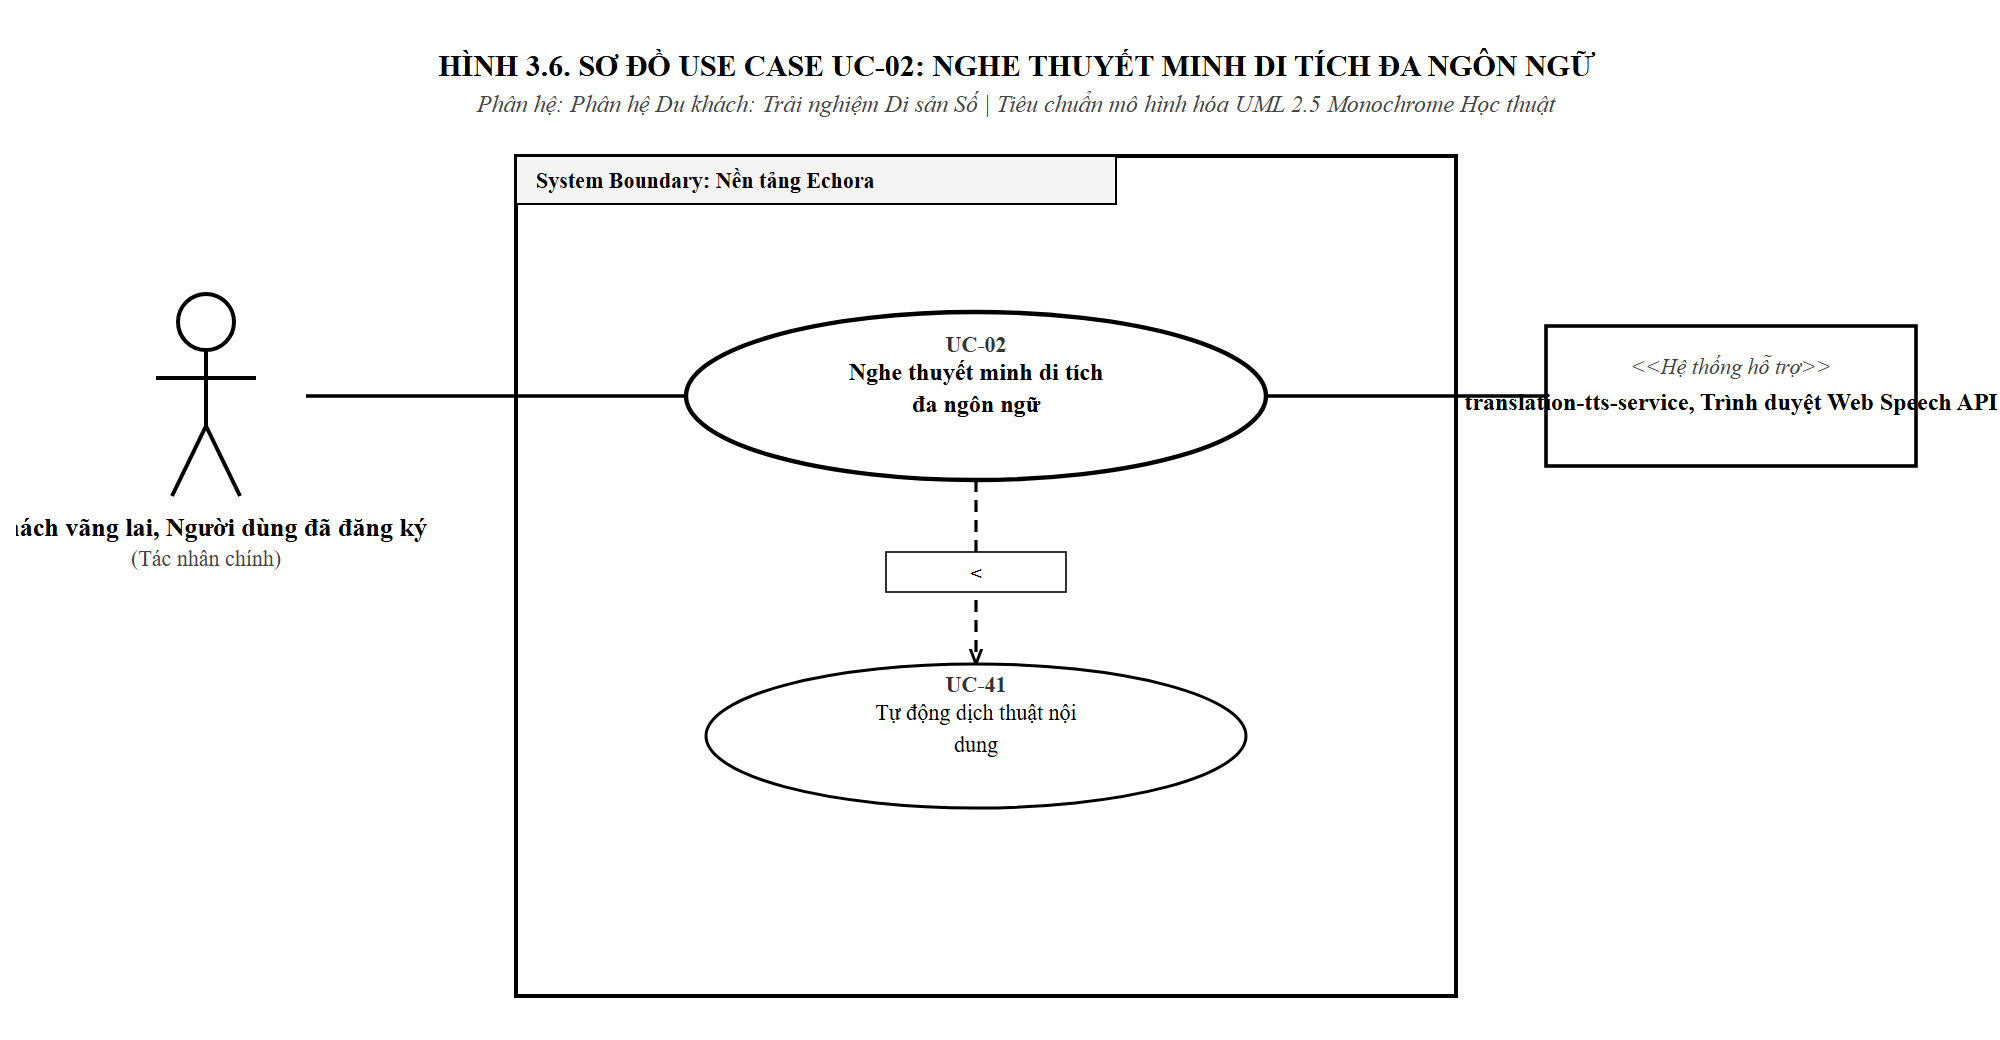 HÌNH 3.6. SƠ ĐỒ USE CASE UC-02: NGHE THUYẾT MINH DI TÍCH ĐA NGÔN NGỮ
Phân hệ: Phân hệ Du khách: Trải nghiệm Di sản Số | Tiêu chuẩn mô hình hóa UML 2.5 Monochrome Học thuật
System Boundary: Nền tảng Echora
UC-02
Nghe thuyết minh di tích
đa ngôn ngữ
<<Hệ thống hỗ trợ>>
translation-tts-service, Trình duyệt Web Speech API
vãng lai, Người dùng đã đăng ký
(Tác nhân chính)
<
UC-41
Tự động dịch thuật nội
dung